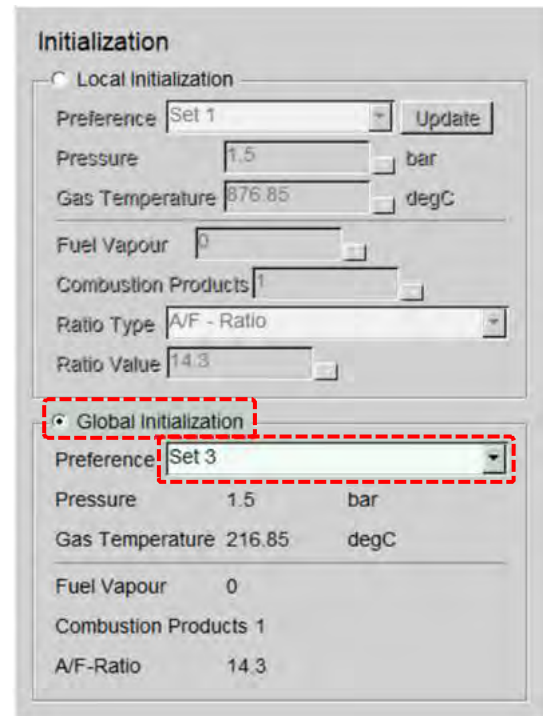 Initialization
Local Initialization
Preference Set 1 Update
Pressure 1.5 bar
Gas Temperature 876.85 degC
Fuel Vapour 0
Combustion Products 1
Ratio Type A/F - Ratio
Ratio Value 14.3
Global Initialization
Preference Set 3
Pressure 1.5 bar
Gas Temperature 216.85 degC
Fuel Vapour 0
Combustion Products 1
A/F-Ratio 14.3